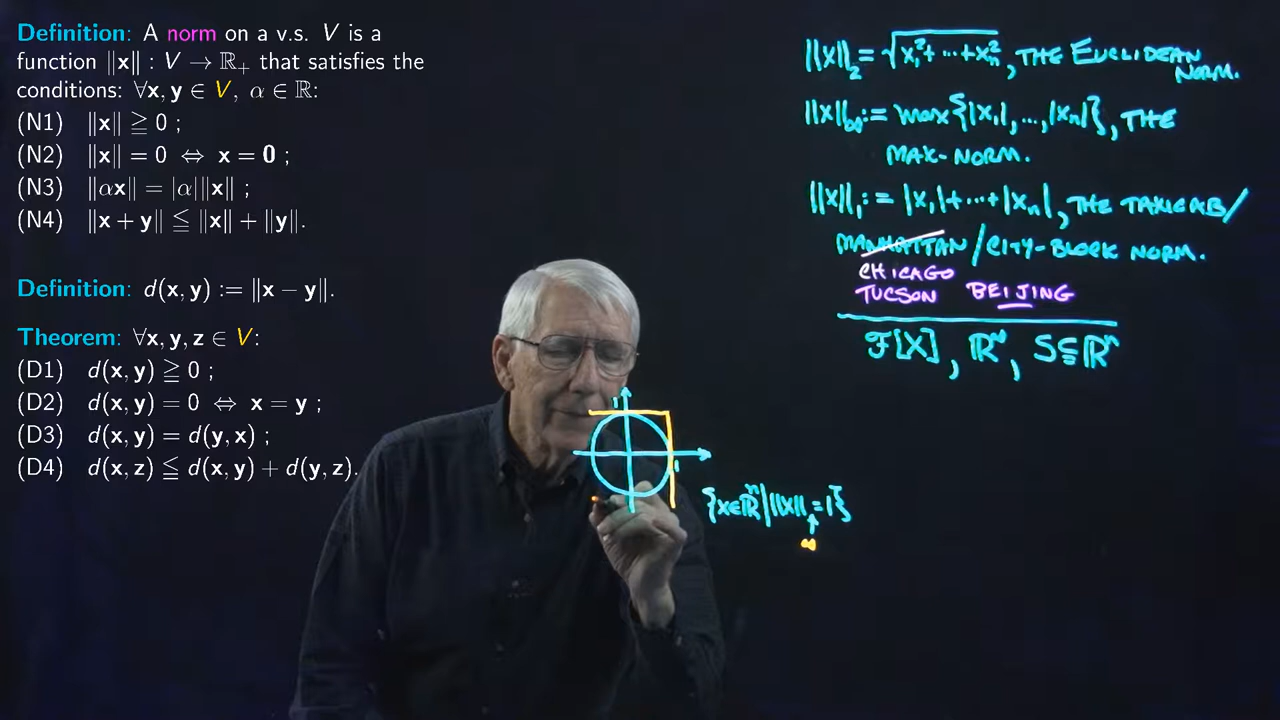 Definition: A norm on a v.s. V is a
function ‖x‖ : V → ℝ₊ that satisfies the
conditions: ∀x, y ∈ V, α ∈ ℝ:
(N1) ‖x‖ ≧ 0 ;
(N2) ‖x‖ = 0 ⇔ x = 0 ;
(N3) ‖αx‖ = |α|‖x‖ ;
(N4) ‖x + y‖ ≦ ‖x‖ + ‖y‖.
Definition: d(x, y) := ‖x − y‖.
Theorem: ∀x, y, z ∈ V:
(D1) d(x, y) ≧ 0 ;
(D2) d(x, y) = 0 ⇔ x = y ;
(D3) d(x, y) = d(y, x) ;
(D4) d(x, z) ≦ d(x, y) + d(y, z).
‖x‖₂ = √x₁² + ⋯ + xₙ², THE EUCLIDEAN
NORM.
‖x‖∞ := max{|x₁|, ..., |xₙ|}, THE
MAX-NORM.
‖x‖₁ := |x₁| + ⋯ + |xₙ|, THE TAXICAB/
MANHATTAN /CITY-BLOCK NORM.
CHICAGO
TUCSON BEIJING
ℱ[X], ℝⁿ, S ⊆ ℝⁿ
1
1
{x∈ℝⁿ | ‖x‖ = 1}
∞